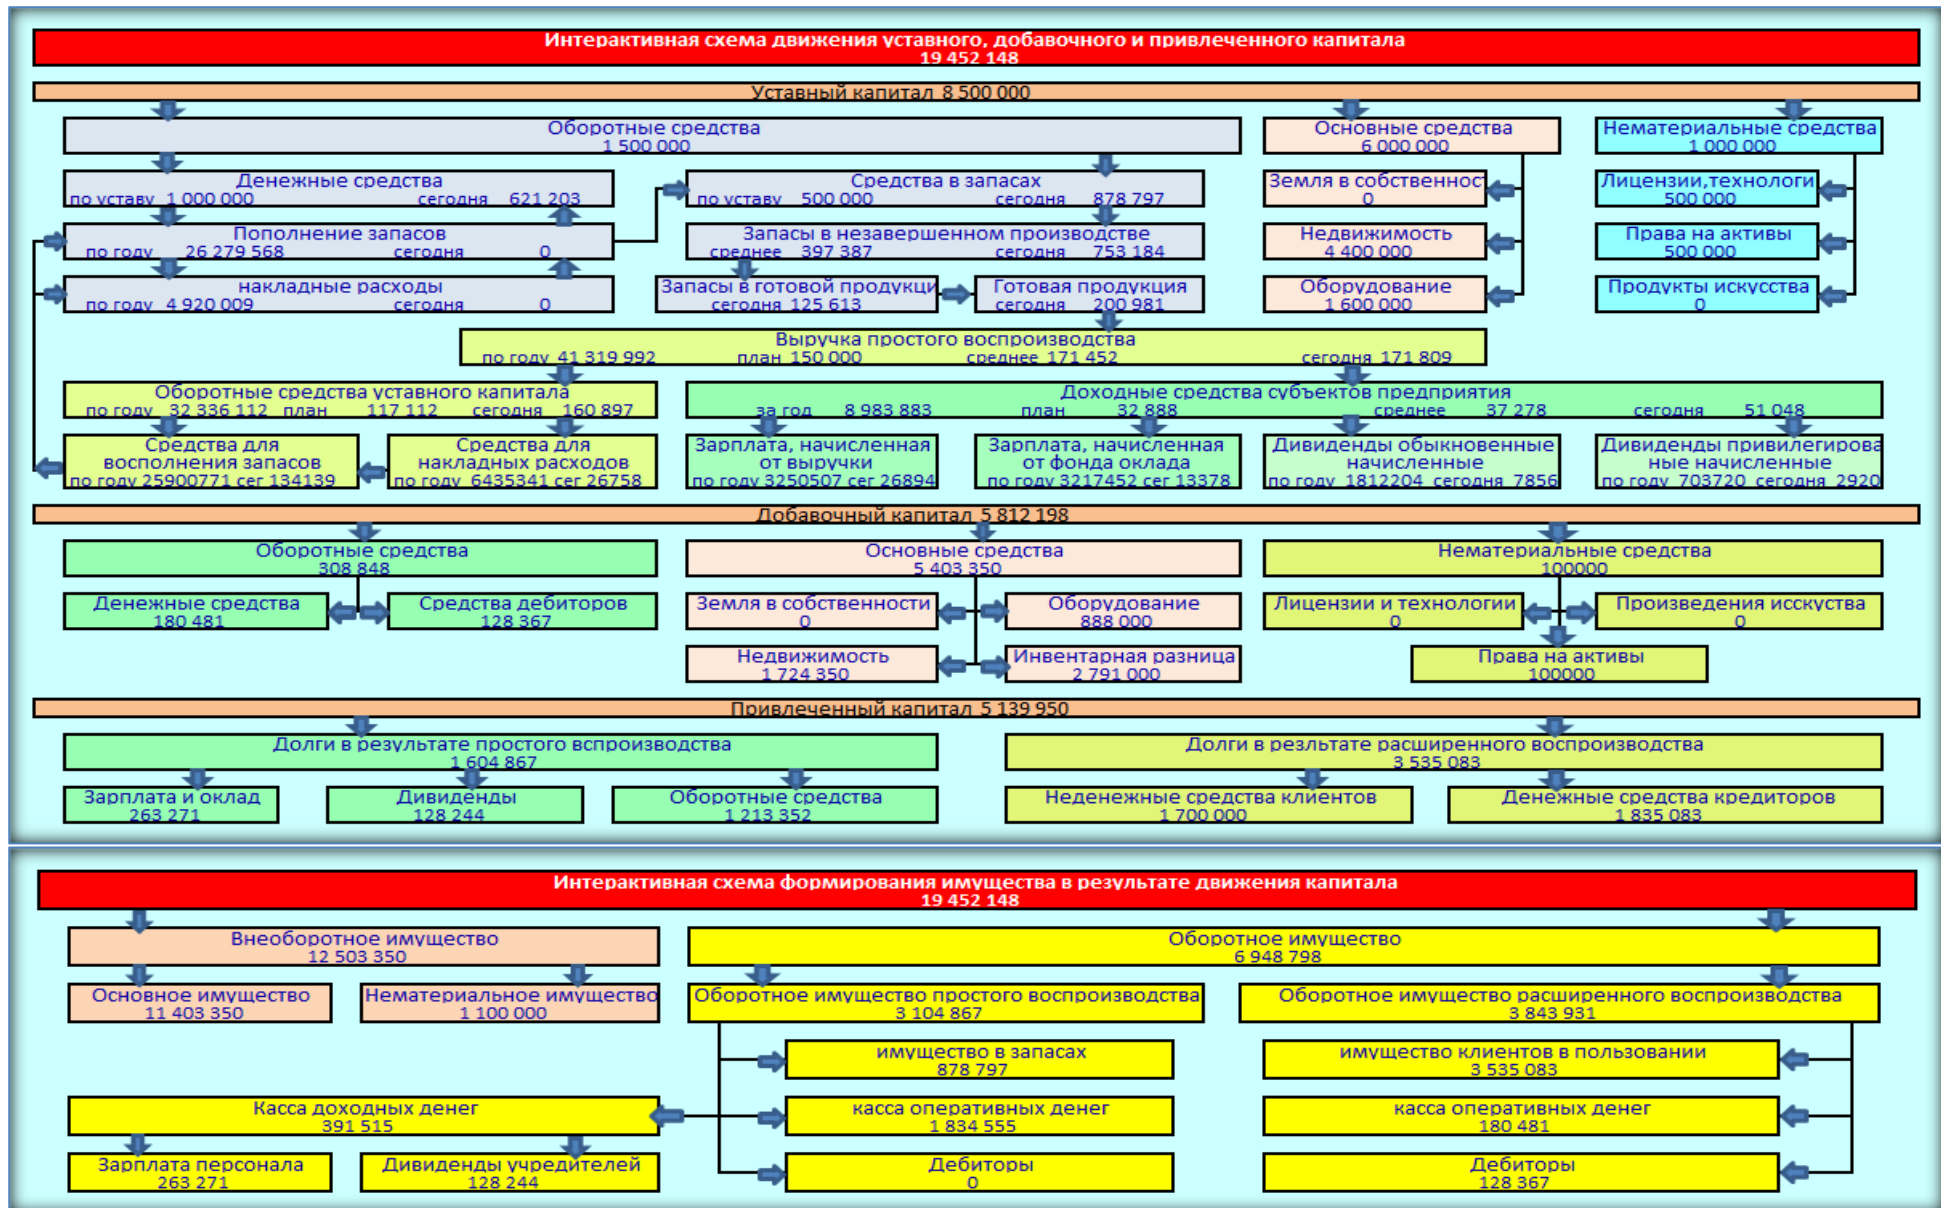 Интерактивная схема движения уставного, добавочного и привлеченного капитала
19 452 148
Уставный капитал 8 500 000
Оборотные средства
1 500 000
Основные средства
6 000 000
Нематериальные средства
1 000 000
Денежные средства
по уставу 1 000 000 сегодня 621 203
Средства в запасах
по уставу 500 000 сегодня 878 797
Земля в собственност
0
Лицензии,технологи
500 000
Пополнение запасов
по году 26 279 568 сегодня 0
Запасы в незавершенном производстве
среднее 397 387 сегодня 753 184
Недвижимость
4 400 000
Права на активы
500 000
накладные расходы
по году 4 920 009 сегодня 0
Запасы в готовой продукци
сегодня 125 613
Готовая продукция
сегодня 200 981
Оборудование
1 600 000
Продукты искусства
0
Выручка простого воспроизводства
по году 41 319 992 план 150 000 среднее 171 452 сегодня 171 809
Оборотные средства уставного капитала
по году 32 336 112 план 117 112 сегодня 160 897
Доходные средства субъектов предприятия
за год 8 983 883 план 32 888 среднее 37 278 сегодня 51 048
Средства для
восполнения запасов
по году 25900771 сег 134139
Средства для
накладных расходов
по году 6435341 сег 26758
Зарплата, начисленная
от выручки
по году 3250507 сег 26894
Зарплата, начисленная
от фонда оклада
по году 3217452 сег 13378
Дивиденды обыкновенные
начисленные
по году 1812204 сегодня 7856
Дивиденды привилегирова
ные начисленные
по году 703720 сегодня 2920
Добавочный капитал 5 812 198
Оборотные средства
308 848
Основные средства
5 403 350
Нематериальные средства
100000
Денежные средства
180 481
Средства дебиторов
128 367
Земля в собственности
0
Оборудование
888 000
Лицензии и технологии
0
Произведения исскуства
0
Недвижимость
1 724 350
Инвентарная разница
2 791 000
Права на активы
100000
Привлеченный капитал 5 139 950
Долги в результате простого вспроизводства
1 604 867
Долги в резльтате расширенного воспроизводства
3 535 083
Зарплата и оклад
263 271
Дивиденды
128 244
Оборотные средства
1 213 352
Неденежные средства клиентов
1 700 000
Денежные средства кредиторов
1 835 083
Интерактивная схема формирования имущества в результате движения капитала
19 452 148
Внеоборотное имущество
12 503 350
Оборотное имущество
6 948 798
Основное имущество
11 403 350
Нематериальное имущество
1 100 000
Оборотное имущество простого воспроизводства
3 104 867
Оборотное имущество расширенного воспроизводства
3 843 931
имущество в запасах
878 797
имущество клиентов в пользовании
3 535 083
Касса доходных денег
391 515
касса оперативных денег
1 834 555
касса оперативных денег
180 481
Зарплата персонала
263 271
Дивиденды учредителей
128 244
Дебиторы
0
Дебиторы
128 367